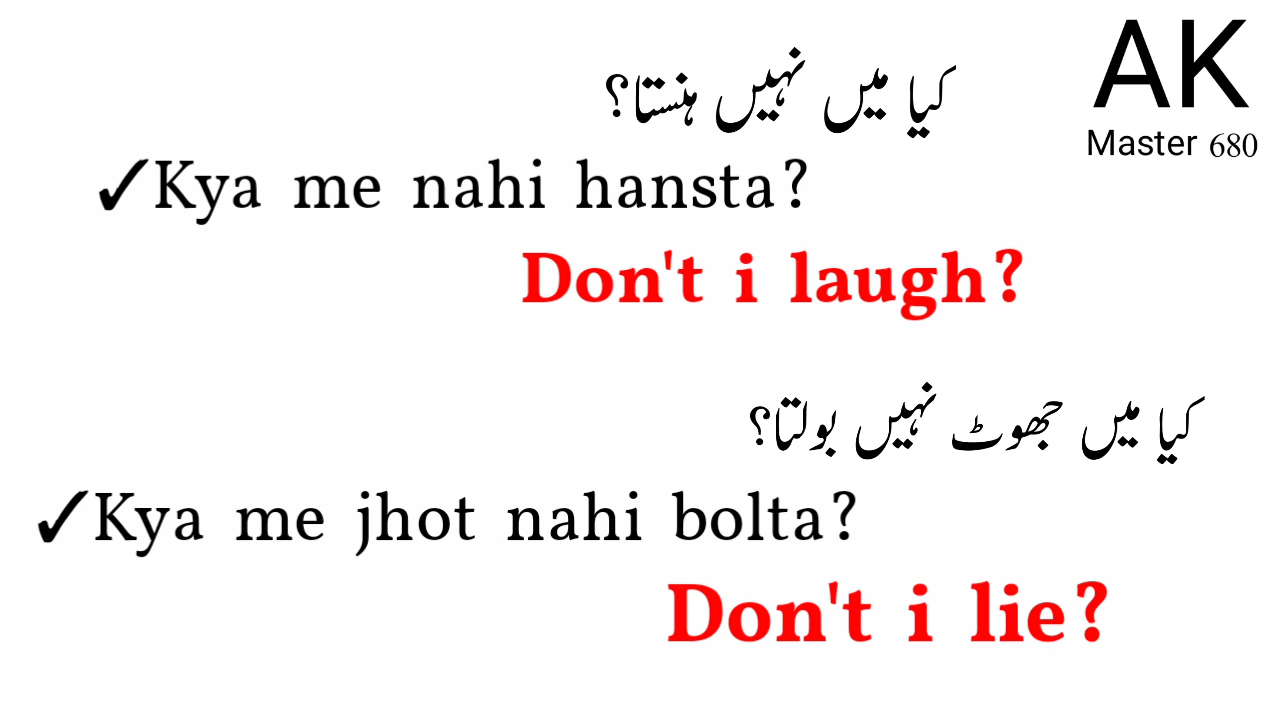 AK
Master 680
کیا میں نہیں ہنستا؟
✓Kya me nahi hansta?
Don't i laugh?
کیا میں جھوٹ نہیں بولتا؟
✓Kya me jhot nahi bolta?
Don't i lie?